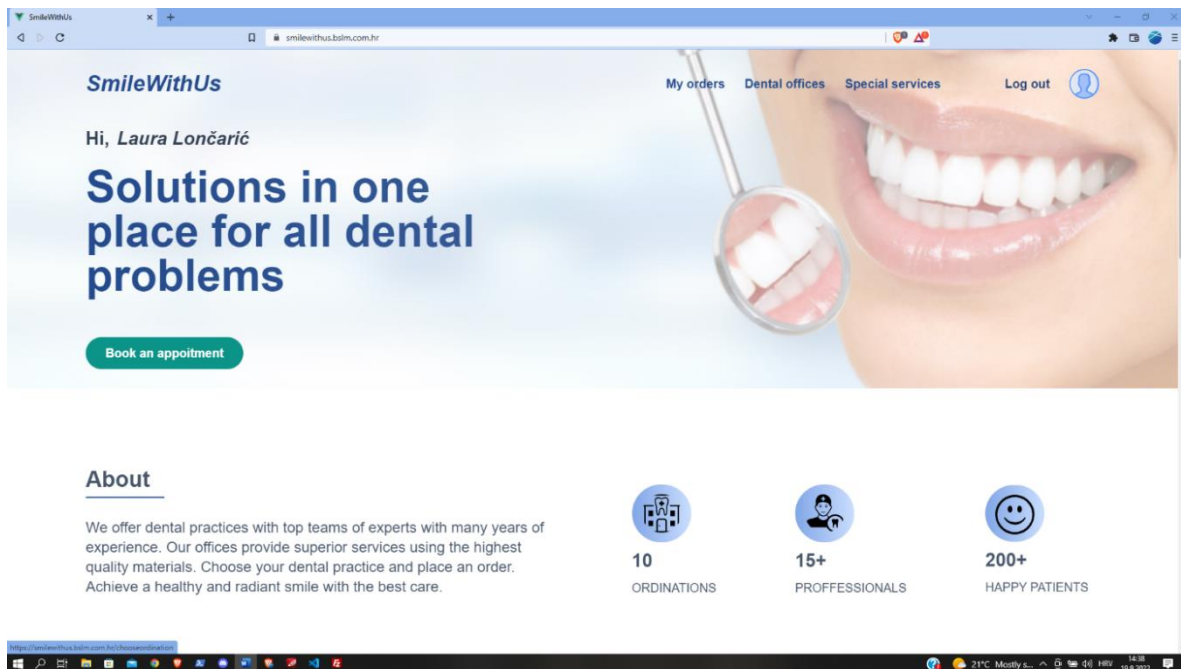 SmileWithUs
smilewithus.bslm.com.hr
SmileWithUs
My orders Dental offices Special services Log out
Hi, Laura Lončarić
Solutions in one
place for all dental
problems
Book an appoitment
About
We offer dental practices with top teams of experts with many years of
experience. Our offices provide superior services using the highest
quality materials. Choose your dental practice and place an order.
Achieve a healthy and radiant smile with the best care.
10
ORDINATIONS
15+
PROFFESSIONALS
200+
HAPPY PATIENTS
https://smilewithus.bslm.com.hr/chooseordination
21°C Mostly s... HRV 14:38